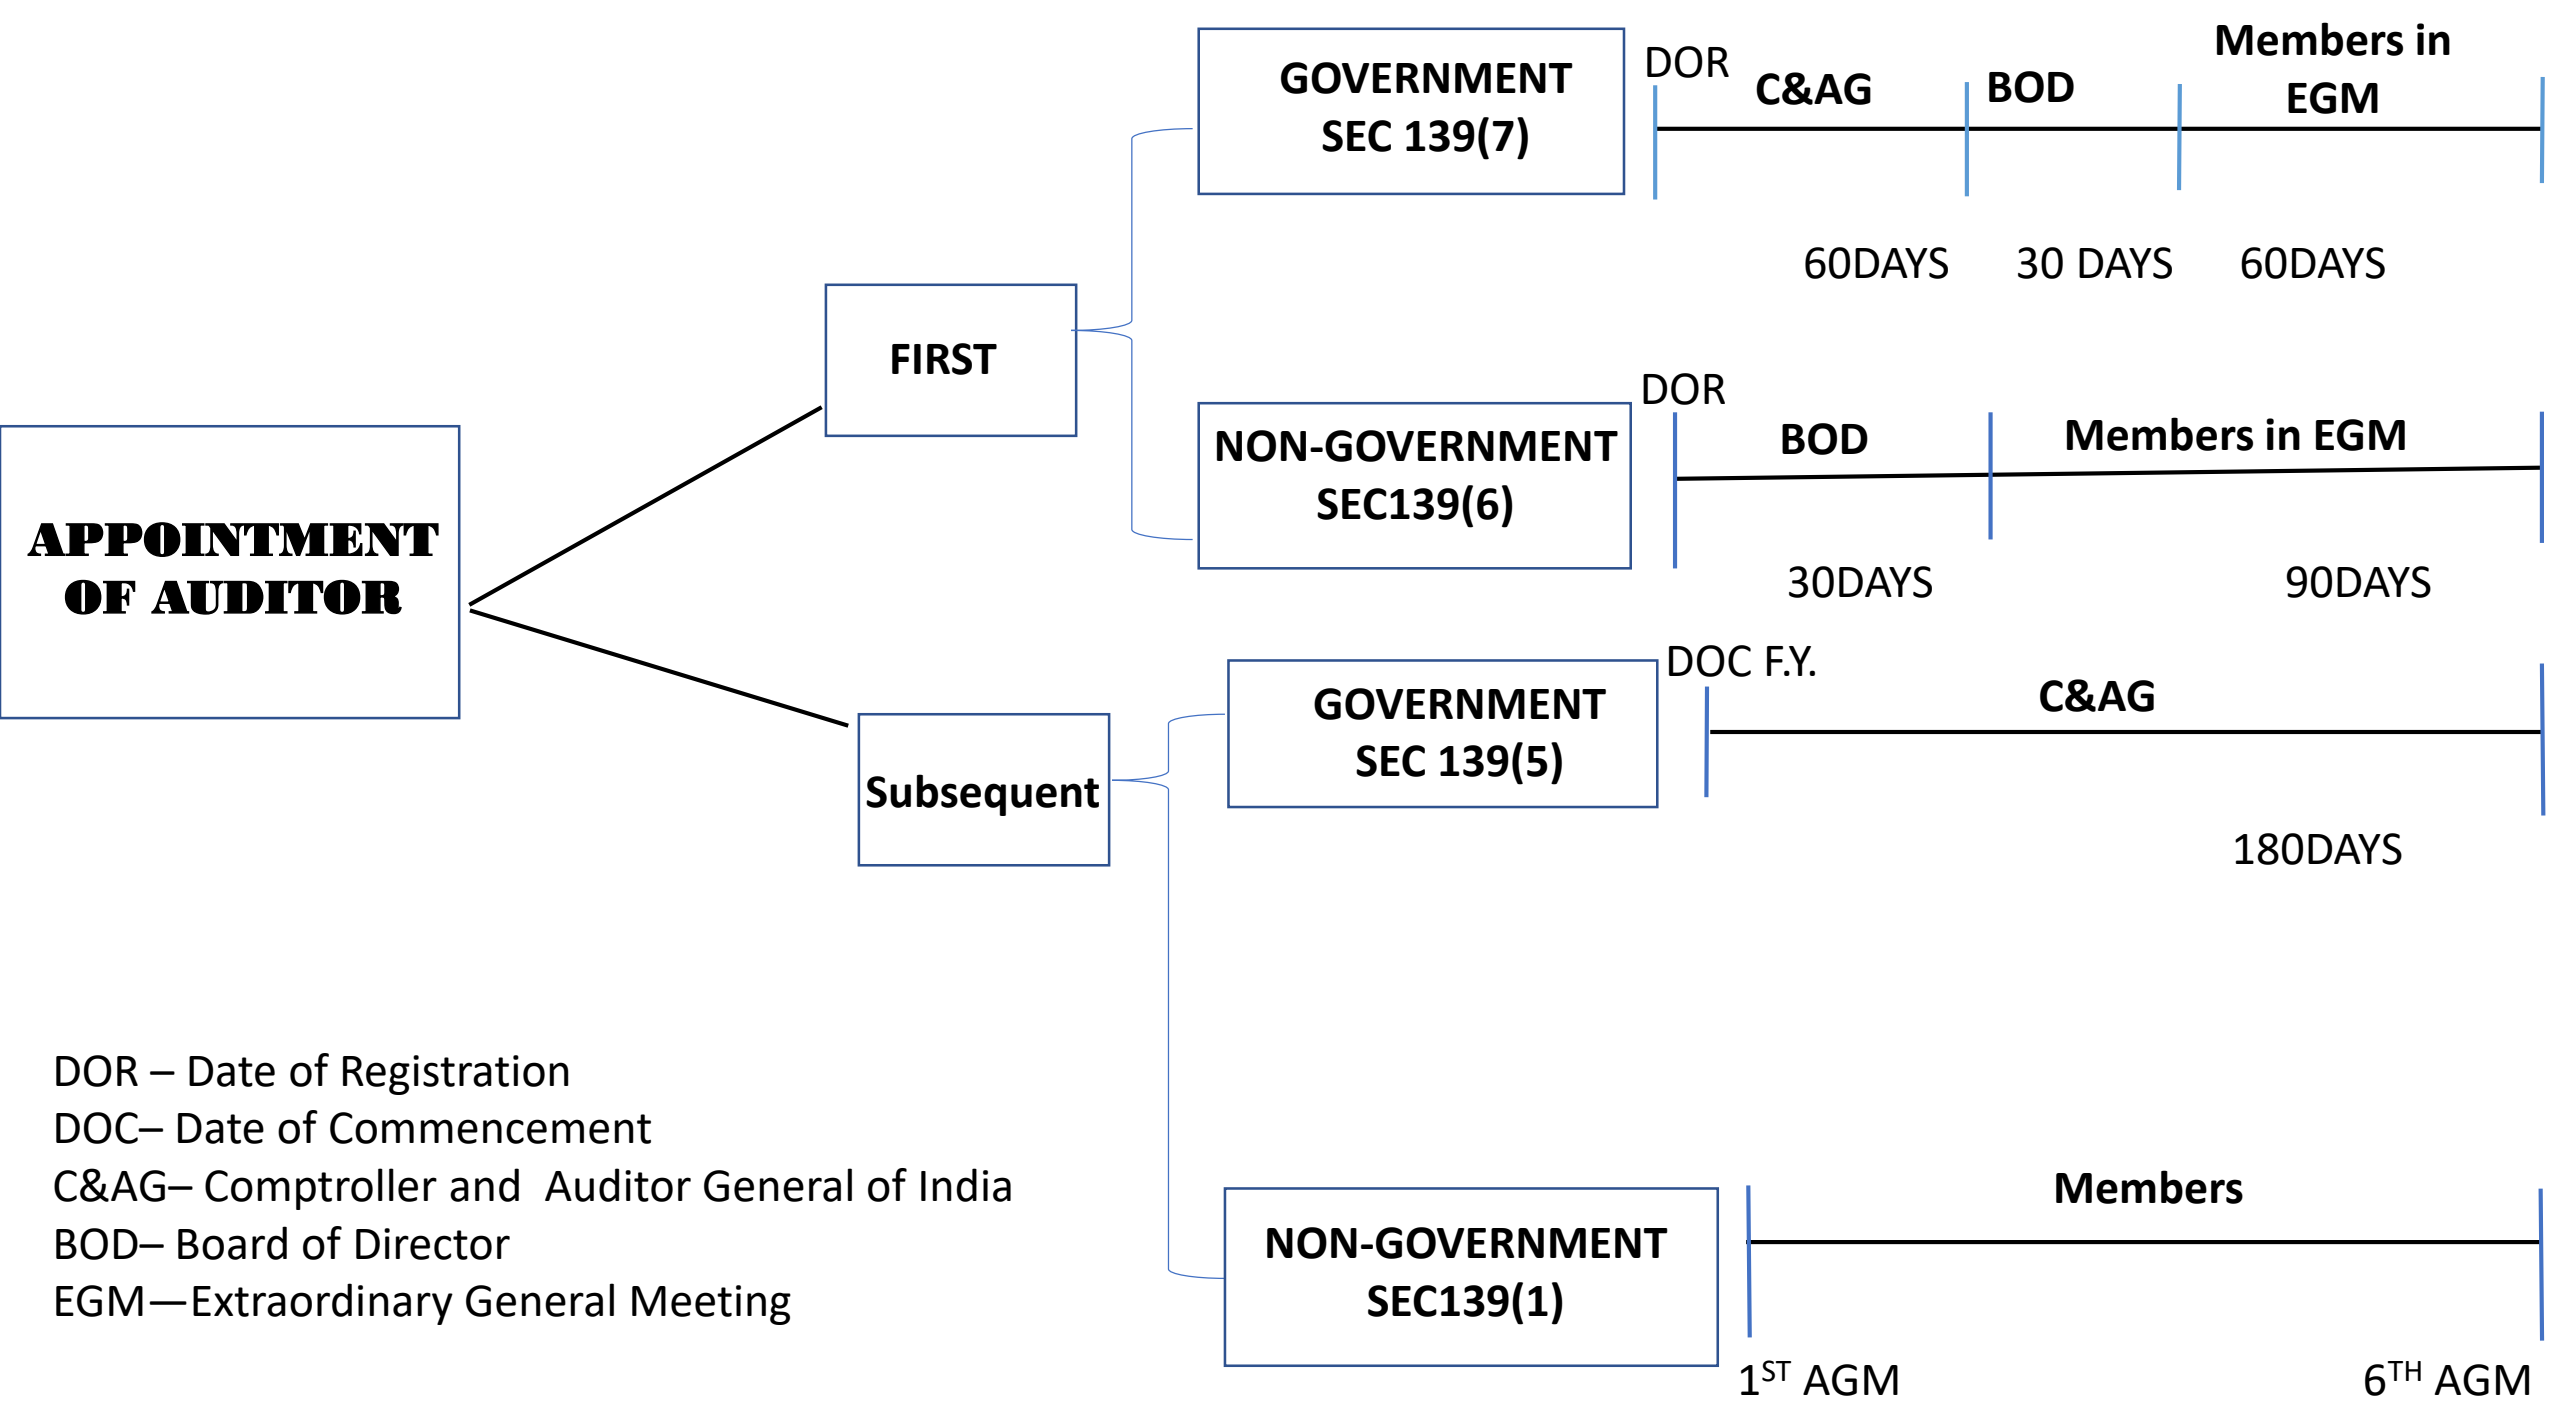 GOVERNMENT
SEC 139(7)
DOR
C&AG
BOD
Members in
EGM
60DAYS
30 DAYS
60DAYS
FIRST
NON-GOVERNMENT
SEC139(6)
DOR
BOD
Members in EGM
30DAYS
90DAYS
APPOINTMENT
OF AUDITOR
GOVERNMENT
SEC 139(5)
DOC F.Y.
C&AG
180DAYS
Subsequent
NON-GOVERNMENT
SEC139(1)
Members
1ST AGM
6TH AGM
DOR – Date of Registration
DOC– Date of Commencement
C&AG– Comptroller and  Auditor General of India
BOD– Board of Director
EGM—Extraordinary General Meeting